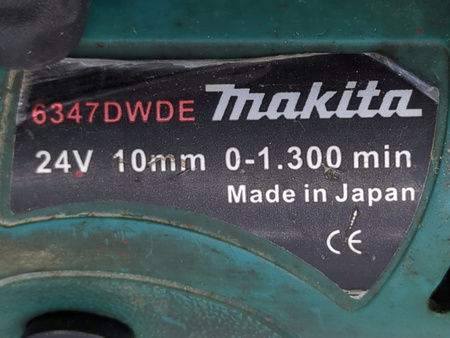 6347DWDE makita
24V 10mm 0-1.300 min
Made in Japan
CE